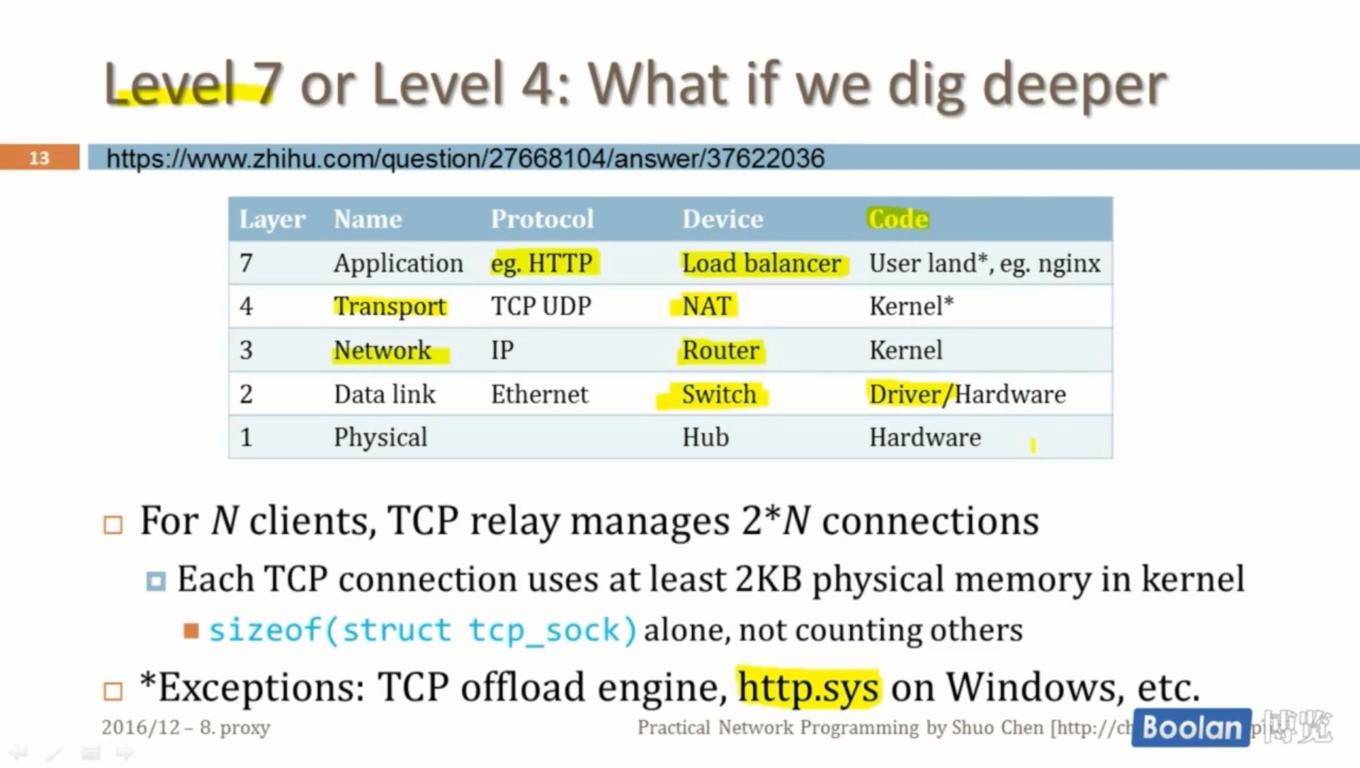 Level 7 or Level 4: What if we dig deeper
13 https://www.zhihu.com/question/27668104/answer/37622036
Layer Name Protocol Device Code
7 Application eg. HTTP Load balancer User land*, eg. nginx
4 Transport TCP UDP NAT Kernel*
3 Network IP Router Kernel
2 Data link Ethernet Switch Driver/Hardware
1 Physical Hub Hardware
For N clients, TCP relay manages 2*N connections
Each TCP connection uses at least 2KB physical memory in kernel
sizeof(struct tcp_sock) alone, not counting others
*Exceptions: TCP offload engine, http.sys on Windows, etc.
2016/12 – 8. proxy Practical Network Programming by Shuo Chen Boolan 博览